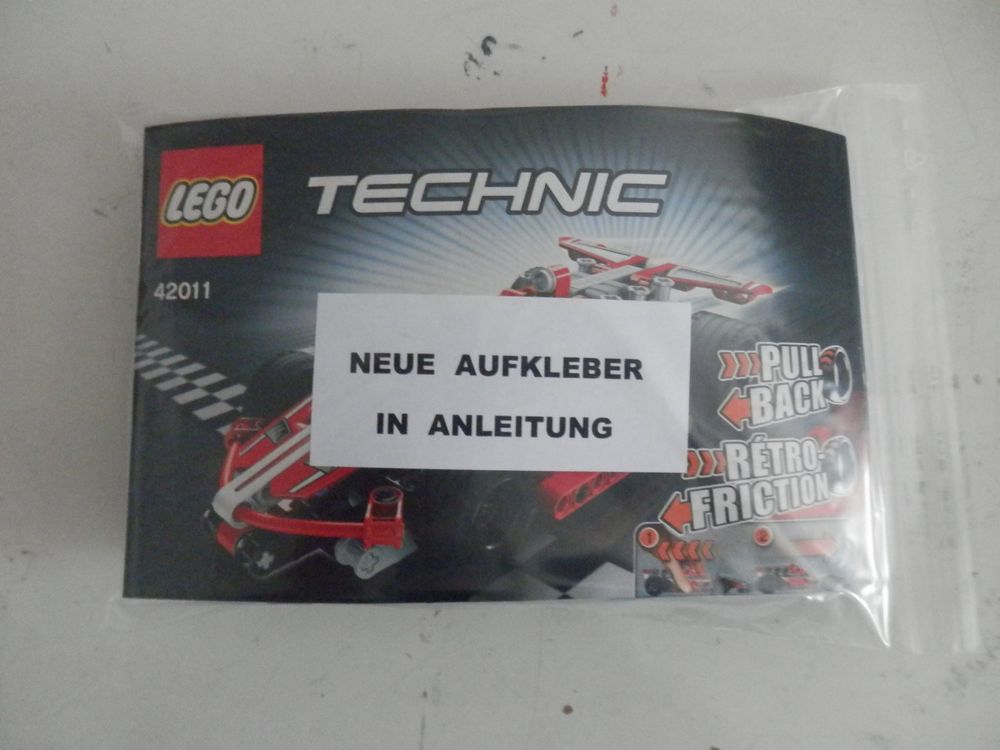 LEGO
TECHNIC
42011
NEUE AUFKLEBER
IN ANLEITUNG
PULL
BACK
RÉTRO-
FRICTION
1
2